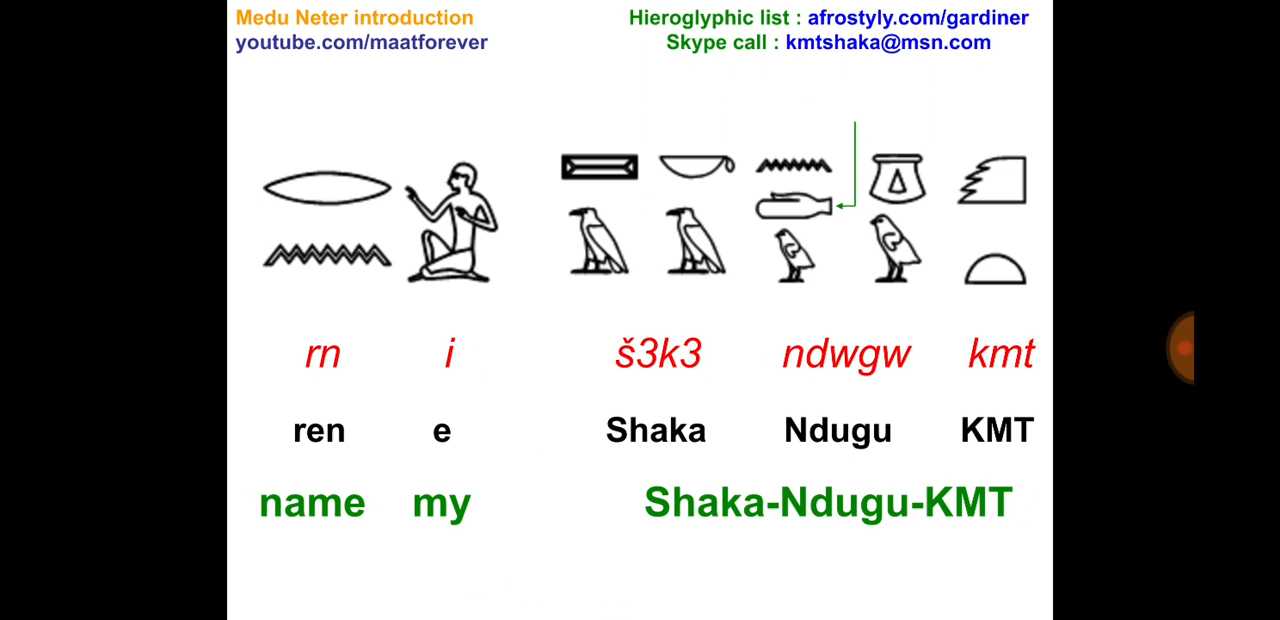 Medu Neter introduction
youtube.com/maatforever
Hieroglyphic list : afrostyly.com/gardiner
Skype call : kmtshaka@msn.com
rn i š3k3 ndwgw kmt
ren e Shaka Ndugu KMT
name my Shaka-Ndugu-KMT